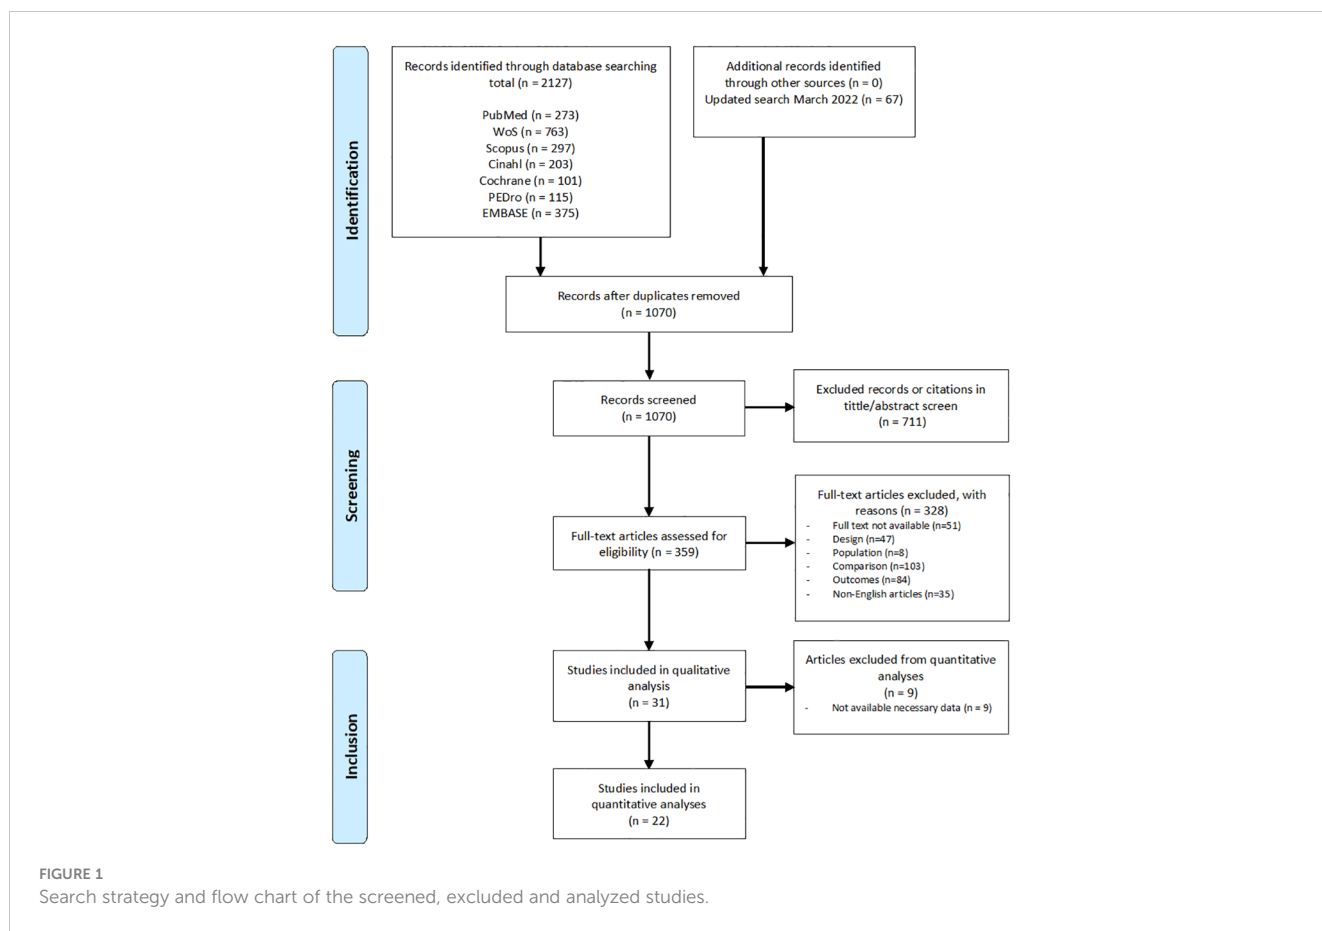 Identification
Records identified through database searching
total (n = 2127)
PubMed (n = 273)
WoS (n = 763)
Scopus (n = 297)
Cinahl (n = 203)
Cochrane (n = 101)
PEDro (n = 115)
EMBASE (n = 375)
Additional records identified
through other sources (n = 0)
Updated search March 2022 (n = 67)
Records after duplicates removed
(n = 1070)
Screening
Records screened
(n = 1070)
Excluded records or citations in
tittle/abstract screen
(n = 711)
Full-text articles assessed for
eligibility (n = 359)
Full-text articles excluded, with
reasons (n = 328)
- Full text not available (n=51)
- Design (n=47)
- Population (n=8)
- Comparison (n=103)
- Outcomes (n=84)
- Non-English articles (n=35)
Inclusion
Studies included in qualitative
analysis
(n = 31)
Articles excluded from quantitative
analyses
(n = 9)
- Not available necessary data (n = 9)
Studies included in
quantitative analyses
(n = 22)
FIGURE 1
Search strategy and flow chart of the screened, excluded and analyzed studies.